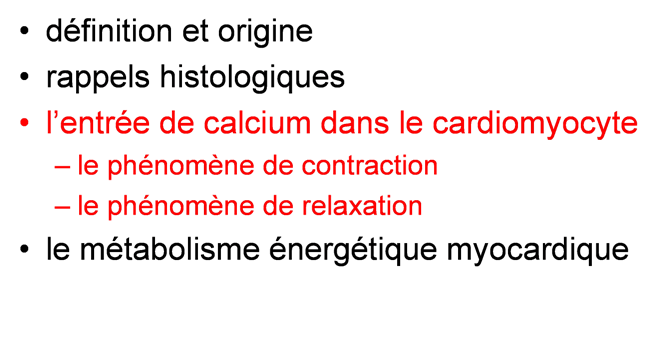 • définition et origine
• rappels histologiques
• l’entrée de calcium dans le cardiomyocyte
– le phénomène de contraction
– le phénomène de relaxation
• le métabolisme énergétique myocardique